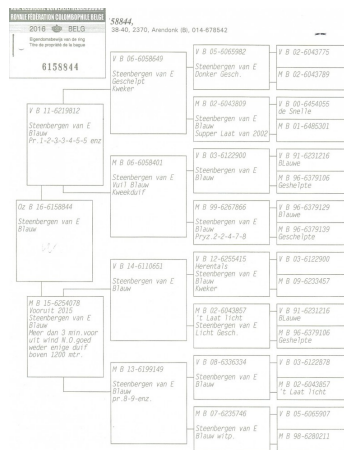 ROYALE FEDERATION COLOMBOPHILE BELGE
2016 BELG
Eigendomsbewijs van de ring
Titre de propriété de la bague
6158844
58844,
38-40, 2370, Arendonk, 014-678542
Oz B 16-6158844
Steenbergen van E
Blauw
V B 11-6219812
Steenbergen van E
Blauw
Pr.1-2-3-4-5-5 enz
M B 15-6254078
Vooruit 2015
Steenbergen van E
Blauw
Meer dan 3 min.voor
uit wind N.O.goed
weder enige duif
boven 1200 mtr.
V B 06-6058649
Steenbergen van E
Geschelpt
Kweker
M B 06-6058401
Steenbergen van E
Vuil Blauw
Kweekduif
V B 14-6110651
Steenbergen van E
Blauw
M B 13-6199149
Steenbergen van E
Blauw
pr.8-9-enz.
V B 05-6065982
Steenbergen van E
Donker Gesch.
M B 02-6043809
Steenbergen van E
Blauw
Supper Laat van 2002
V B 03-6122900
Steenbergen van E
Blauw
M B 99-6267866
Steenbergen van E
Blauw
Pryz.2-2-4-7-8
V B 12-6255415
Herentals
Steenbergen van E
Blauw
Kweker
M B 02-6043857
't Laat licht
Steenbergen van E
Licht Gesch.
V B 08-6336334
Steenbergen van E
Blauw
M B 07-6235746
Steenbergen van E
Blauw witp.
V B 02-6043775
M B 02-6043789
V B 00-6454055
de Snelle
M B 01-6485301
V B 91-6231216
BLauwe
M B 96-6379106
Geshelpte
V B 96-6379129
Blauwe
M B 96-6379139
Geschelpte
V B 03-6122900
M B 09-6233457
V B 91-6231216
BLauwe
M B 96-6379106
Geshelpte
V B 03-6122878
M B 02-6043857
't Laat licht
V B 05-6065907
M B 98-6280211